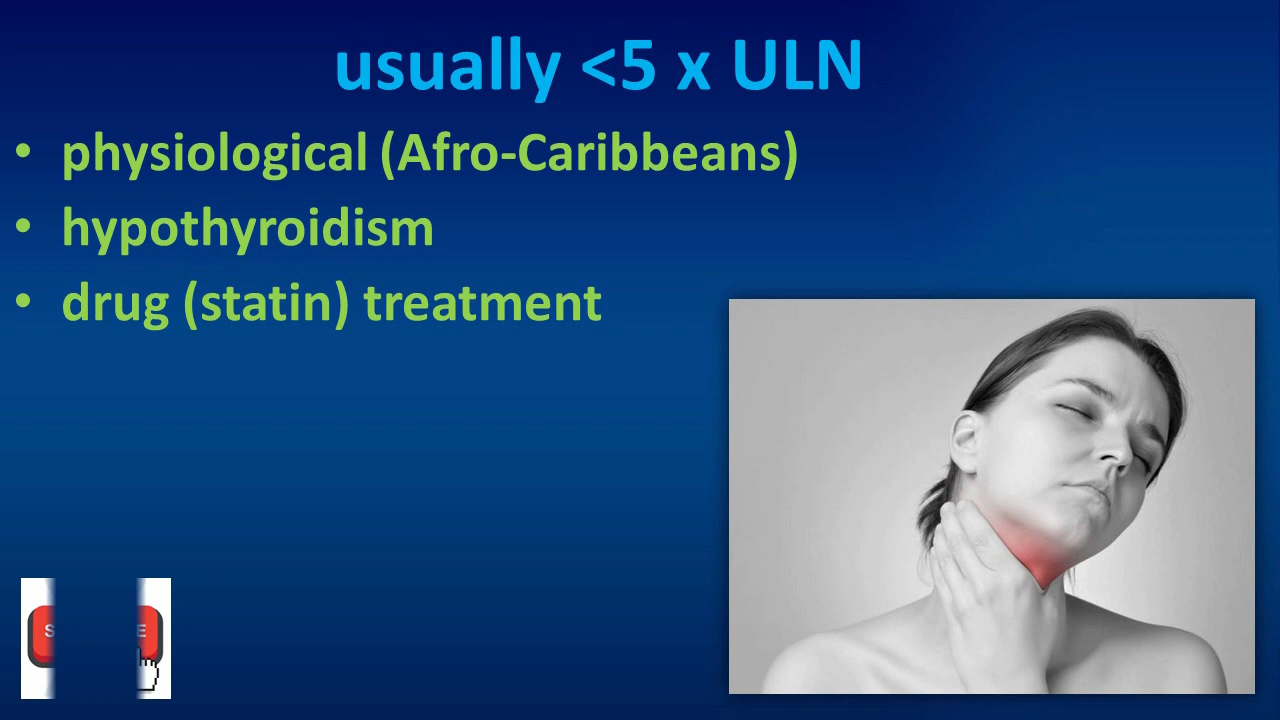 usually <5 x ULN
• physiological (Afro-Caribbeans)
• hypothyroidism
• drug (statin) treatment